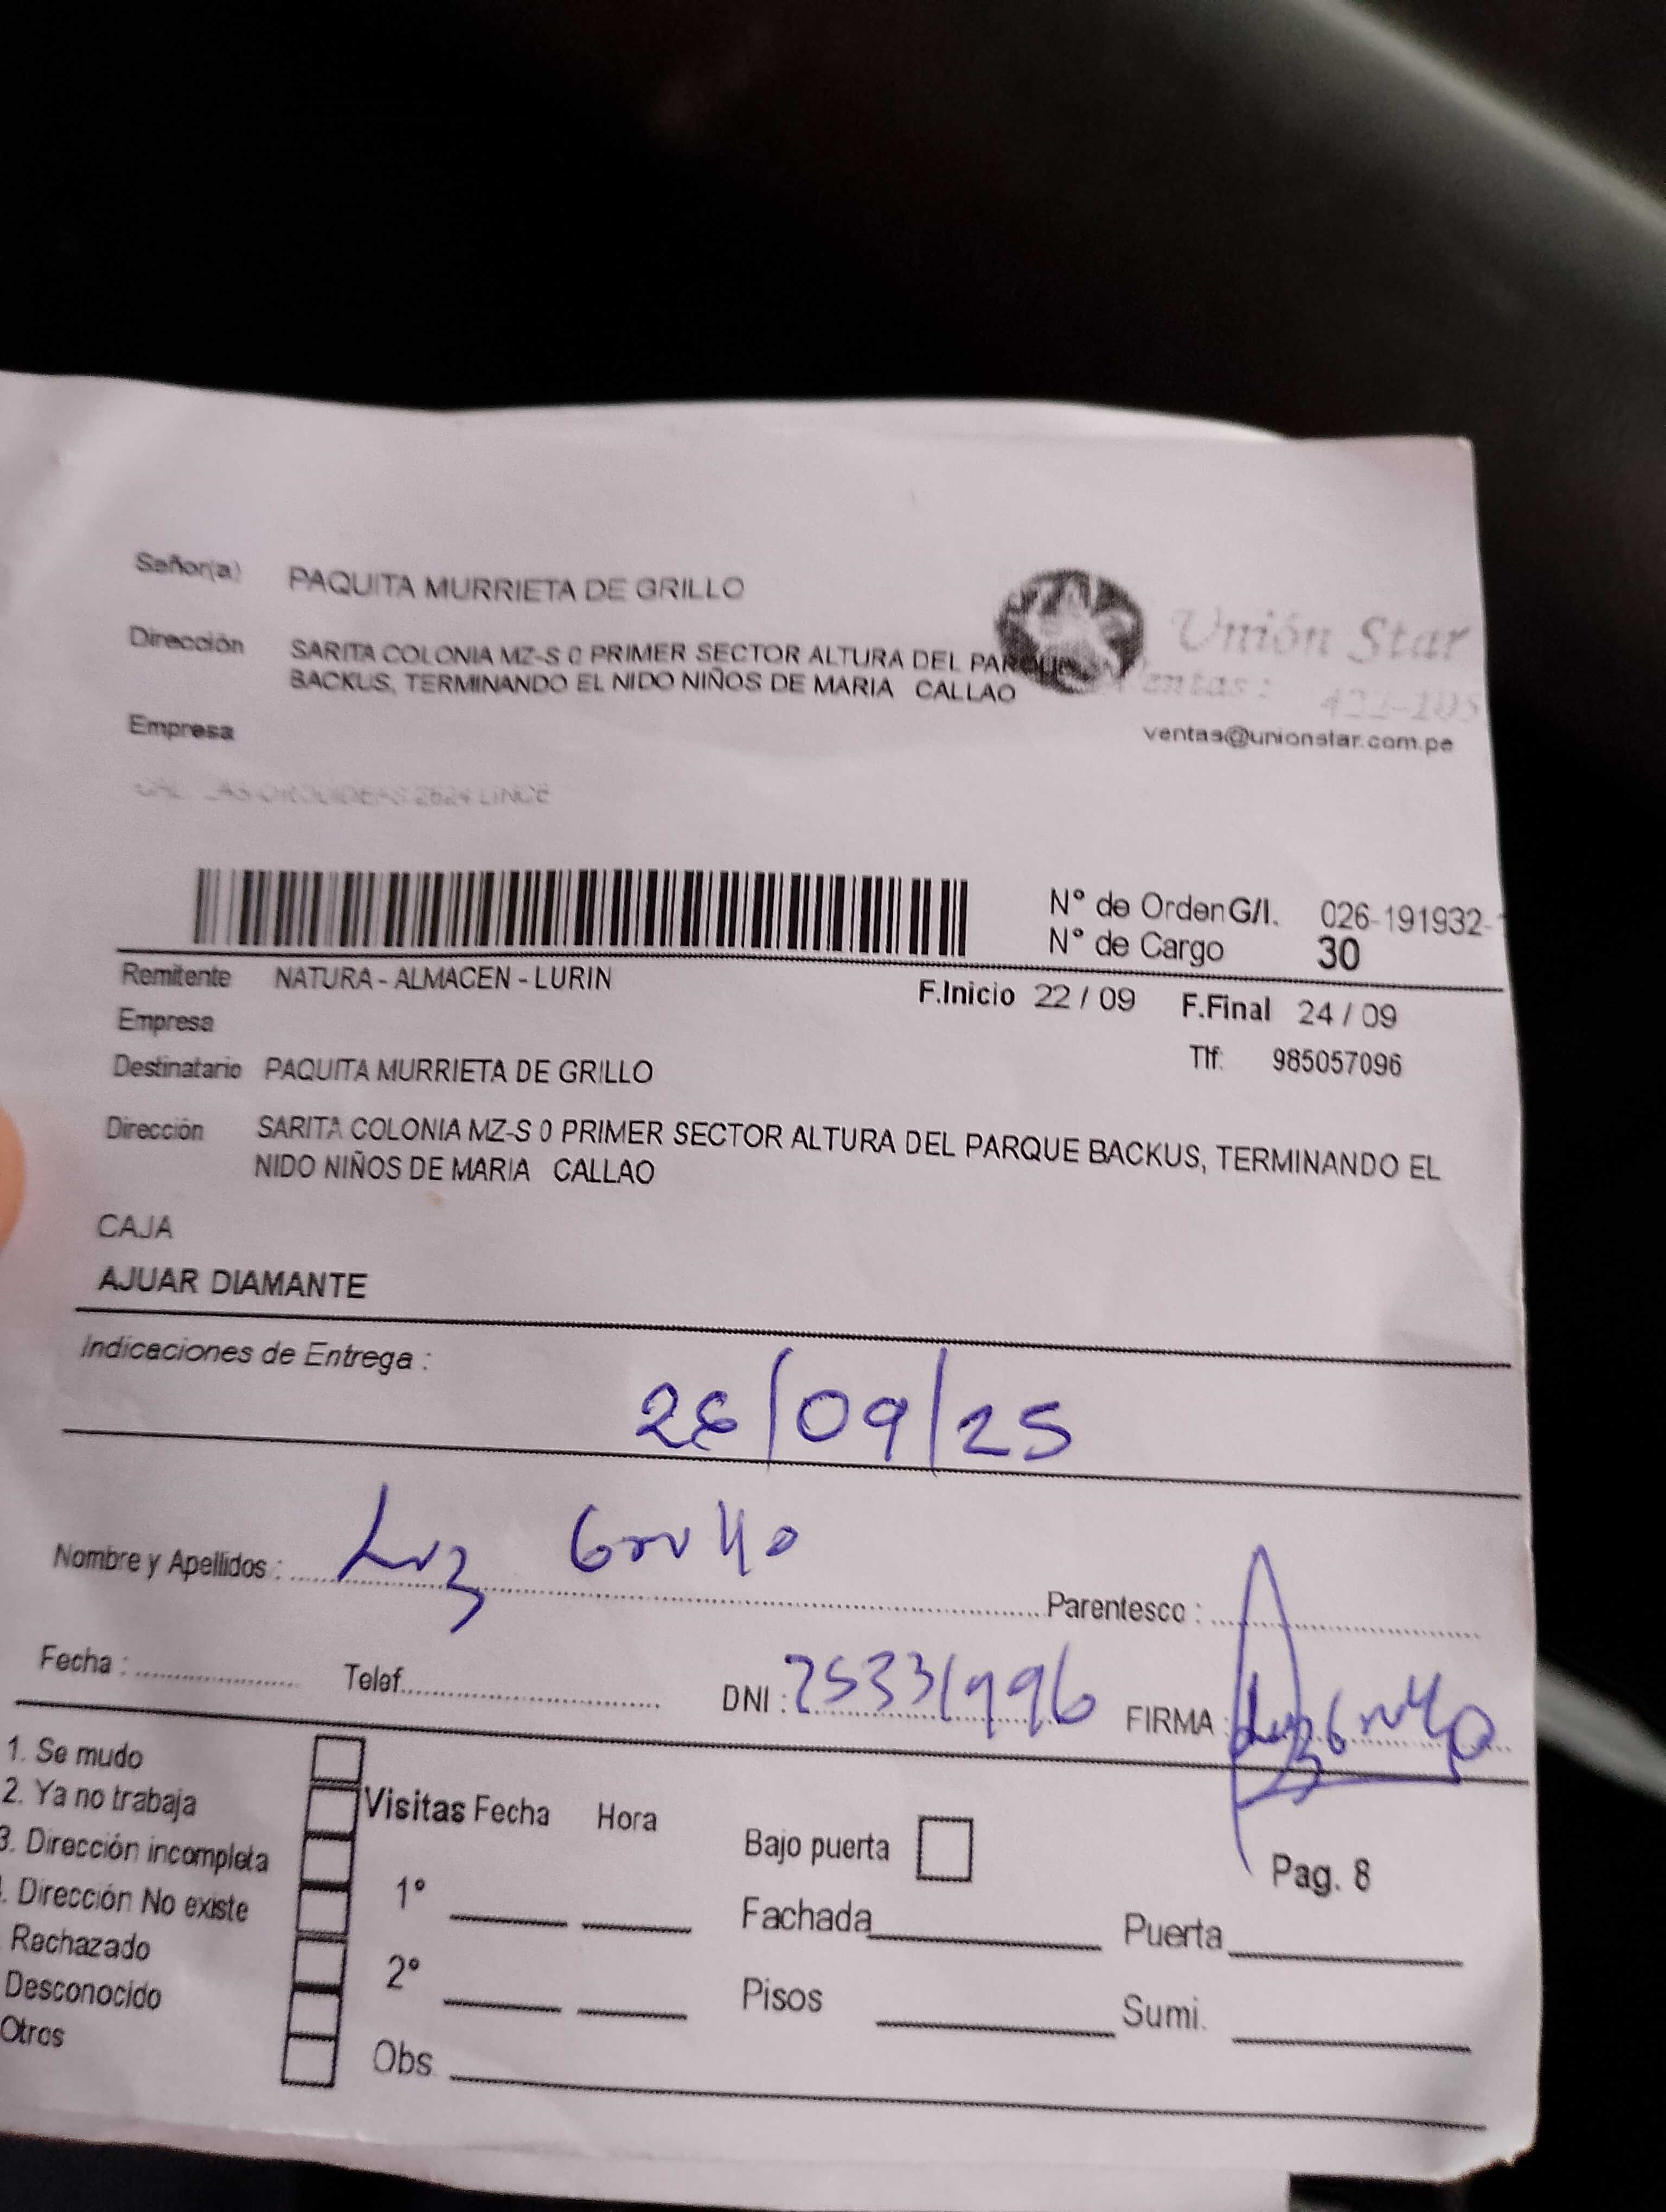 Señor(a) PAQUITA MURRIETA DE GRILLO
Dirección SARITA COLONIA MZ-S 0 PRIMER SECTOR ALTURA DEL PARQUE
BACKUS, TERMINANDO EL NIDO NIÑOS DE MARIA CALLAO
Unión Star
Ventas :
ventas@unionstar.com.pe
Empresa
LINCE
N° de Orden G/I. 026-191932-
N° de Cargo 30
Remitente NATURA - ALMACEN - LURIN
F.Inicio 22 / 09 F.Final 24 / 09
Empresa
Tlf: 985057096
Destinatario PAQUITA MURRIETA DE GRILLO
Dirección SARITA COLONIA MZ-S 0 PRIMER SECTOR ALTURA DEL PARQUE BACKUS, TERMINANDO EL
NIDO NIÑOS DE MARIA CALLAO
CAJA
AJUAR DIAMANTE
Indicaciones de Entrega :
26/09/25
Nombre y Apellidos : Luz Grillo
Parentesco :
Fecha : Telef. DNI : 25331996 FIRMA : Luz Grillo
1. Se mudo
2. Ya no trabaja
3. Dirección incompleta
. Dirección No existe
Rechazado
Desconocido
Otros
Visitas Fecha Hora
1°
2°
Obs.
Bajo puerta
Pag. 8
Fachada Puerta
Pisos Sumi.